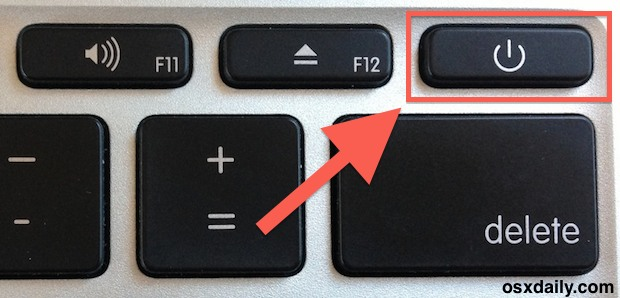 F11 F12
+
- =
- delete
osxdaily.com